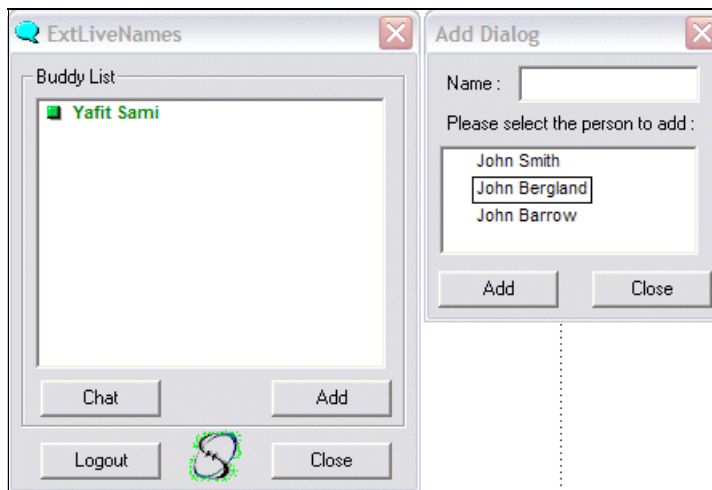 ExtLiveNames
Buddy List
Yafit Sami
Chat
Add
Logout
Close
Add Dialog
Name :
Please select the person to add :
John Smith
John Bergland
John Barrow
Add
Close